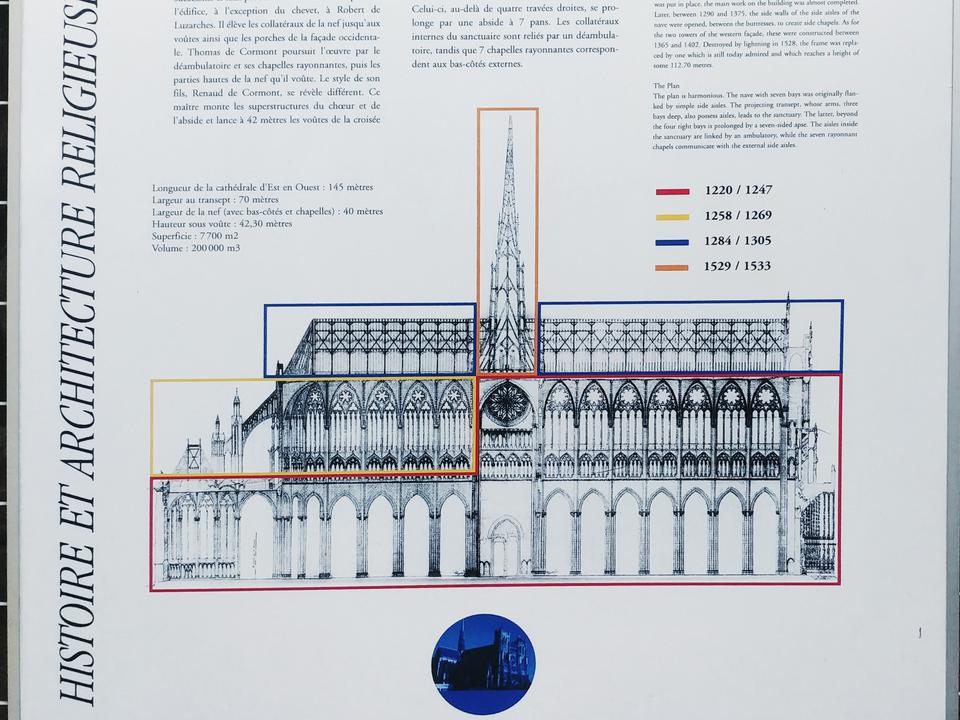 HISTOIRE ET ARCHITECTURE RELIGIEUSE
l'édifice, à l'exception du chevet, à Robert de
Luzarches. Il élève les collatéraux de la nef jusqu'aux
voûtes ainsi que les porches de la façade occidenta-
le. Thomas de Cormont poursuit l'œuvre par le
déambulatoire et ses chapelles rayonnantes, puis les
parties hautes de la nef qu'il voûte. Le style de son
fils, Renaud de Cormont, se révèle différent. Ce
maître monte les superstructures du chœur et de
l'abside et lance à 42 mètres les voûtes de la croisée
Celui-ci, au-delà de quatre travées droites, se pro-
longe par une abside à 7 pans. Les collatéraux
internes du sanctuaire sont reliés par un déambula-
toire, tandis que 7 chapelles rayonnantes correspon-
dent aux bas-côtés externes.
was put in place, the main work on the building was almost completed.
Later, between 1290 and 1375, the side walls of the side aisles of the
nave were opened, between the buttresses, to create side chapels. As for
the two towers of the western façade, these were constructed between
1365 and 1402. Destroyed by lightning in 1528, the frame was repla-
ced by one which is still today admired and which reaches a height of
some 112.70 metres.
The Plan
The plan is harmonious. The nave with seven bays was originally flan-
ked by simple side aisles. The projecting transept, whose arms, three
bays deep, also possess aisles, leads to the sanctuary. The latter, beyond
the four right bays is prolonged by a seven-sided apse. The aisles inside
the sanctuary are linked by an ambulatory, while the seven rayonnant
chapels communicate with the external side aisles.
Longueur de la cathédrale d'Est en Ouest : 145 mètres
Largeur au transept : 70 mètres
Largeur de la nef (avec bas-côtés et chapelles) : 40 mètres
Hauteur sous voûte : 42,30 mètres
Superficie : 7700 m2
Volume : 200000 m3
1220 / 1247
1258 / 1269
1284 / 1305
1529 / 1533